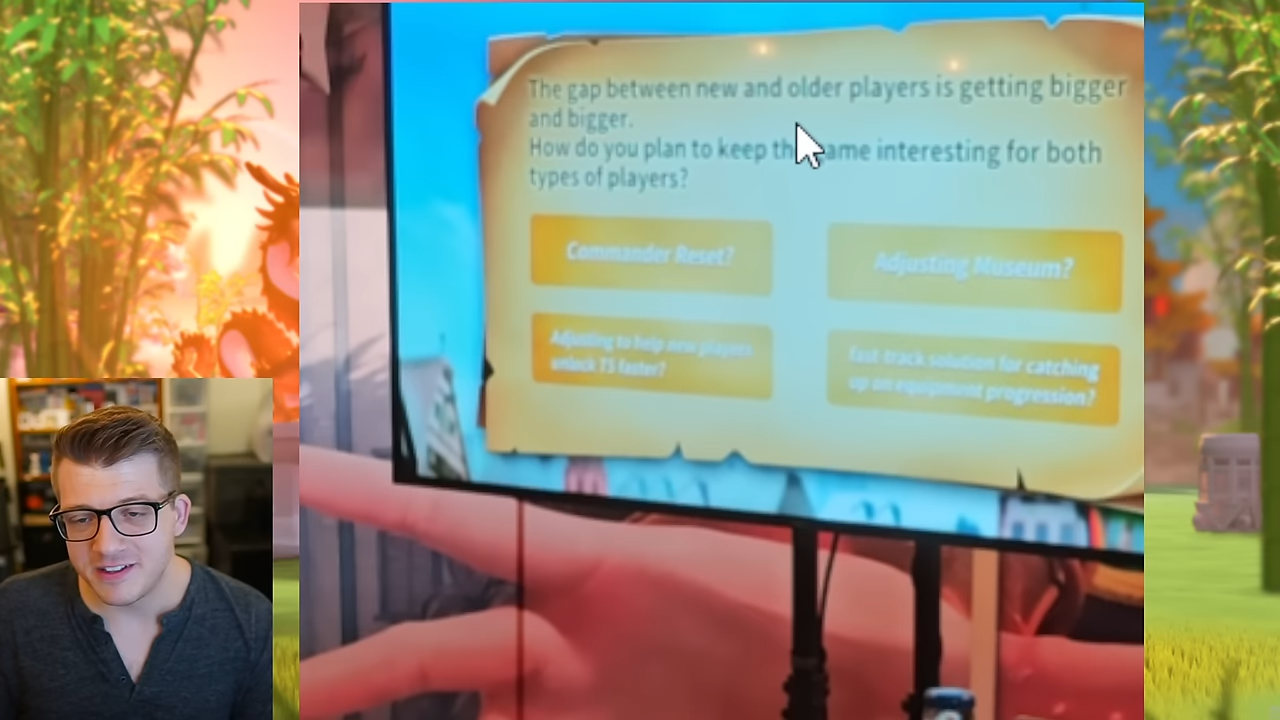 The gap between new and older players is getting bigger
and bigger.
How do you plan to keep the game interesting for both
types of players?
Commander Reset?
Adjusting Museum?
Adjusting to help new players
unlock T5 faster?
fast-track solution for catching
up on equipment progression?